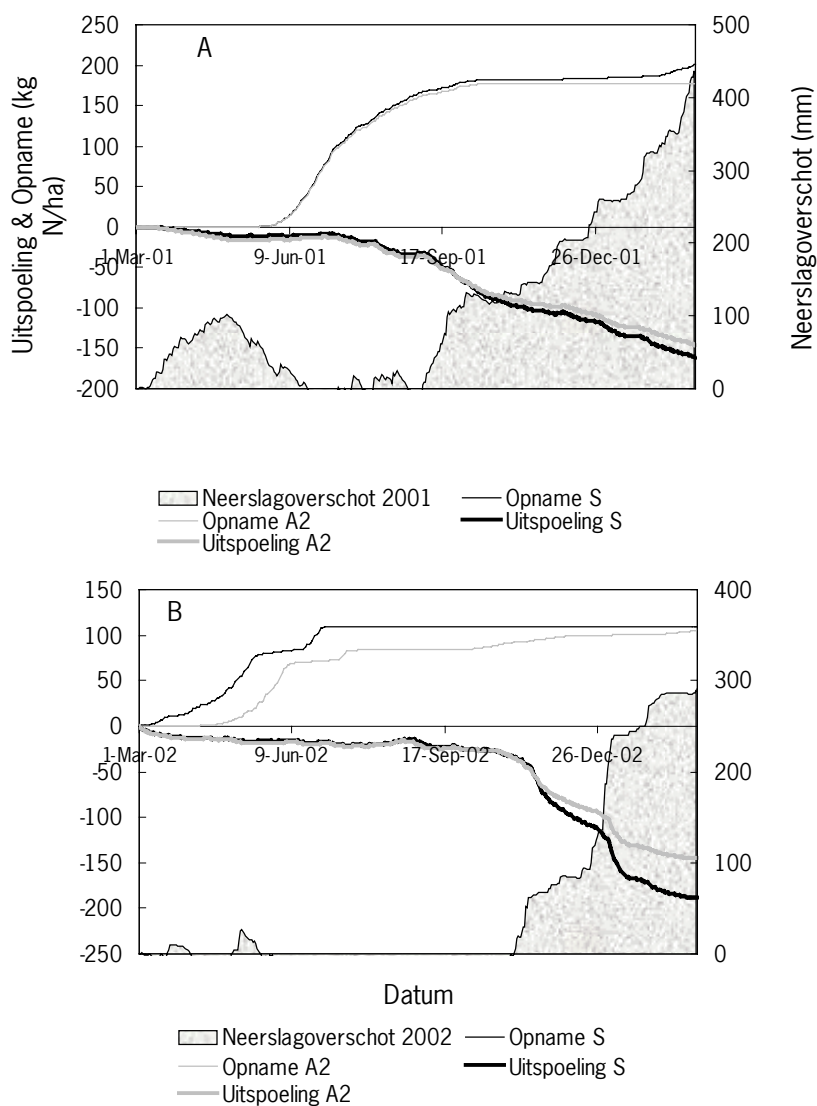 A
250
200
150
100
50
0
-50
-100
-150
-200
Uitspoeling & Opname (kg
N/ha)
500
400
300
200
100
0
Neerslagoverschot (mm)
1-Mar-01
9-Jun-01
17-Sep-01
26-Dec-01
Neerslagoverschot 2001
Opname S
Opname A2
Uitspoeling S
Uitspoeling A2
B
150
100
50
0
-50
-100
-150
-200
-250
400
300
200
100
0
1-Mar-02
9-Jun-02
17-Sep-02
26-Dec-02
Datum
Neerslagoverschot 2002
Opname S
Opname A2
Uitspoeling S
Uitspoeling A2